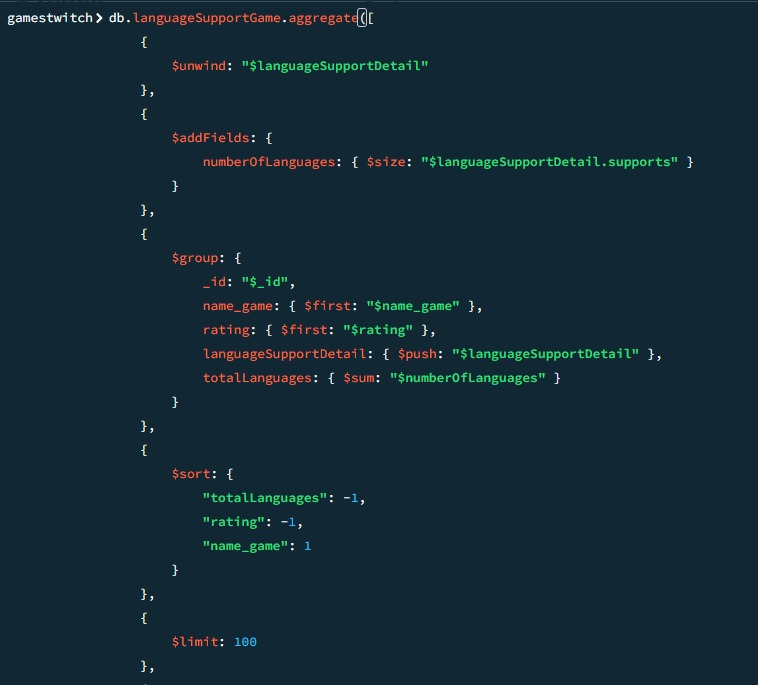 gamestwitch> db.languageSupportGame.aggregate([
{
$unwind: "$languageSupportDetail"
},
{
$addFields: {
numberOfLanguages: { $size: "$languageSupportDetail.supports" }
}
},
{
$group: {
_id: "$_id",
name_game: { $first: "$name_game" },
rating: { $first: "$rating" },
languageSupportDetail: { $push: "$languageSupportDetail" },
totalLanguages: { $sum: "$numberOfLanguages" }
}
},
{
$sort: {
"totalLanguages": -1,
"rating": -1,
"name_game": 1
}
},
{
$limit: 100
},